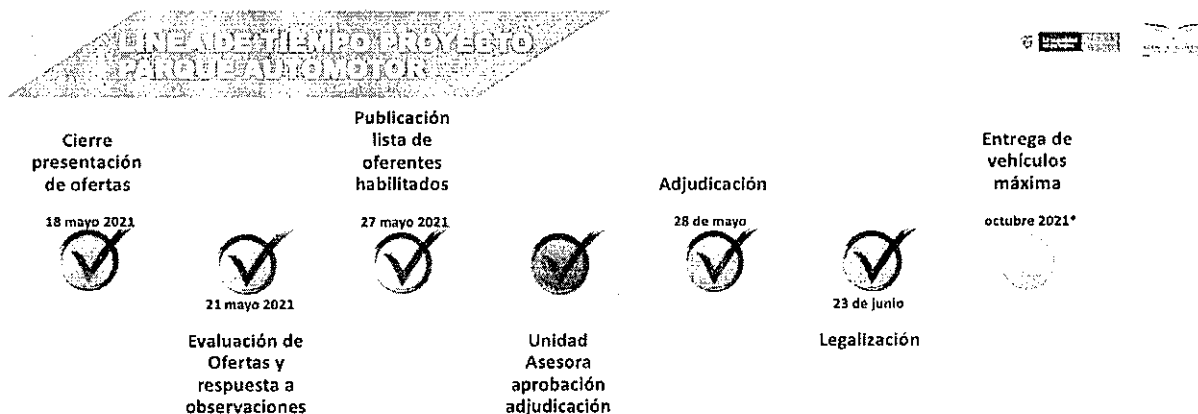 LINEA DE TIEMPO PROYECTO
PARQUE AUTOMOTOR
Cierre
presentación
de ofertas
18 mayo 2021
21 mayo 2021
Evaluación de
Ofertas y
respuesta a
observaciones
Publicación
lista de
oferentes
habilitados
27 mayo 2021
Unidad
Asesora
aprobación
adjudicación
Adjudicación
28 de mayo
23 de junio
Legalización
Entrega de
vehículos
máxima
octubre 2021*